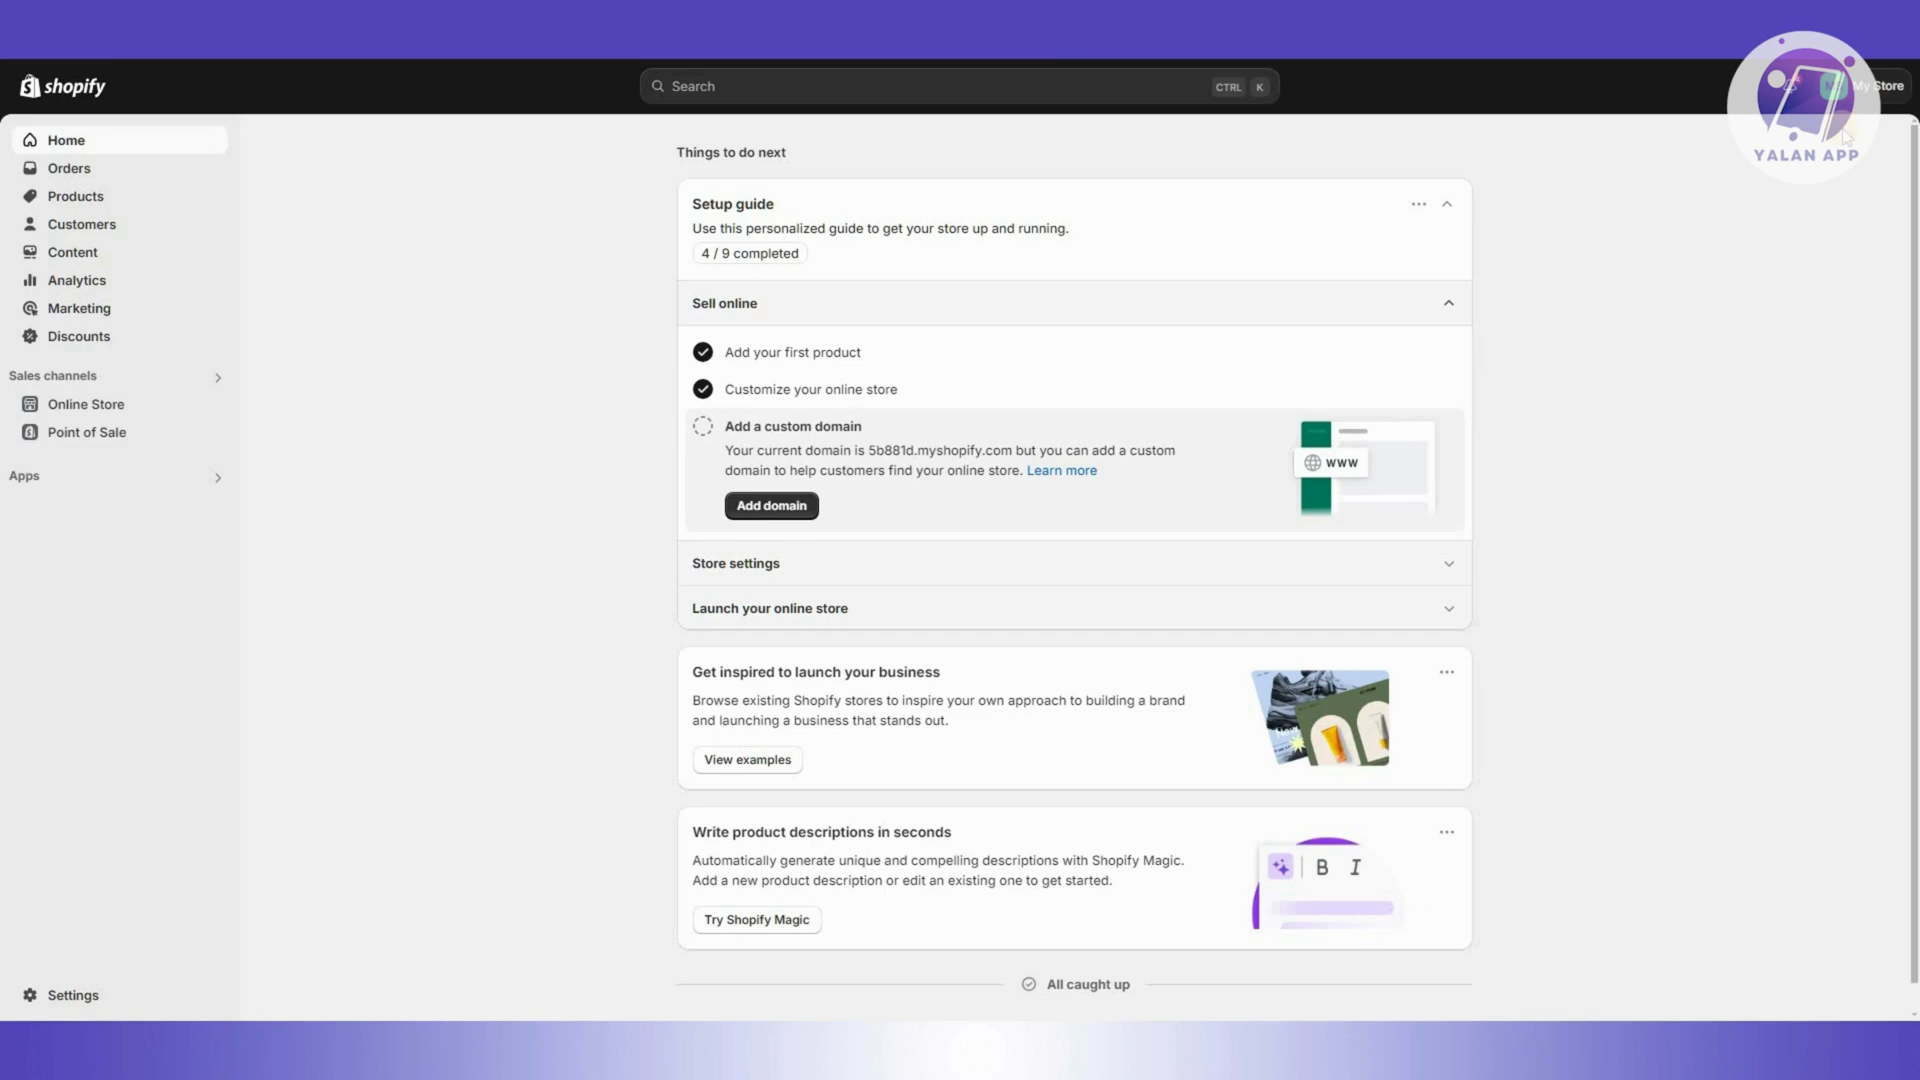 shopify
Search
CTRL K
My Store
YALAN APP
Home
Orders
Products
Customers
Content
Analytics
Marketing
Discounts
Sales channels
Online Store
Point of Sale
Apps
Settings
Things to do next
Setup guide
Use this personalized guide to get your store up and running.
4 / 9 completed
Sell online
Add your first product
Customize your online store
Add a custom domain
Your current domain is 5b881d.myshopify.com but you can add a custom
domain to help customers find your online store. Learn more
Add domain
WWW
Store settings
Launch your online store
Get inspired to launch your business
Browse existing Shopify stores to inspire your own approach to building a brand
and launching a business that stands out.
View examples
Write product descriptions in seconds
Automatically generate unique and compelling descriptions with Shopify Magic.
Add a new product description or edit an existing one to get started.
Try Shopify Magic
B I
All caught up